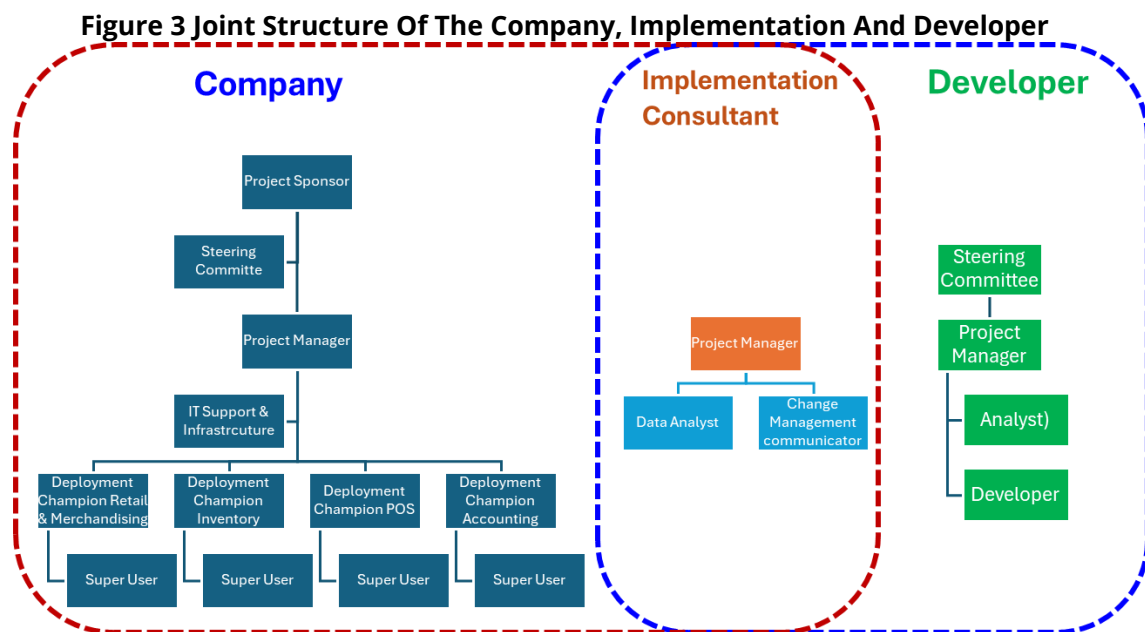 Figure 3 Joint Structure Of The Company, Implementation And Developer
Company
Implementation
Consultant
Developer
Project Sponsor
Steering
Committe
Project Manager
IT Support &
Infrastrcuture
Deployment
Champion Retail
& Merchandising
Deployment
Champion
Inventory
Deployment
Champion POS
Deployment
Champion
Accounting
Super User
Super User
Super User
Super User
Project Manager
Data Analyst
Change
Management
communicator
Steering
Committee
Project
Manager
Analyst)
Developer